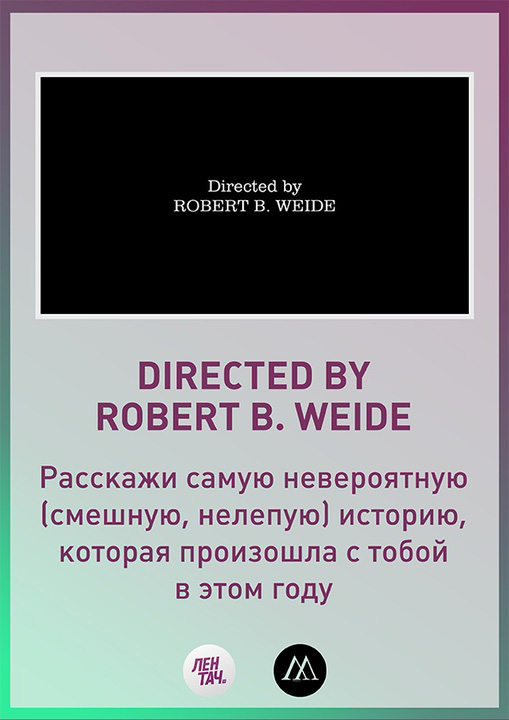 Directed by
ROBERT B. WEIDE
DIRECTED BY
ROBERT B. WEIDE
Расскажи самую невероятную
(смешную, нелепую) историю,
которая произошла с тобой
в этом году
ЛЕН
ТАЧ.